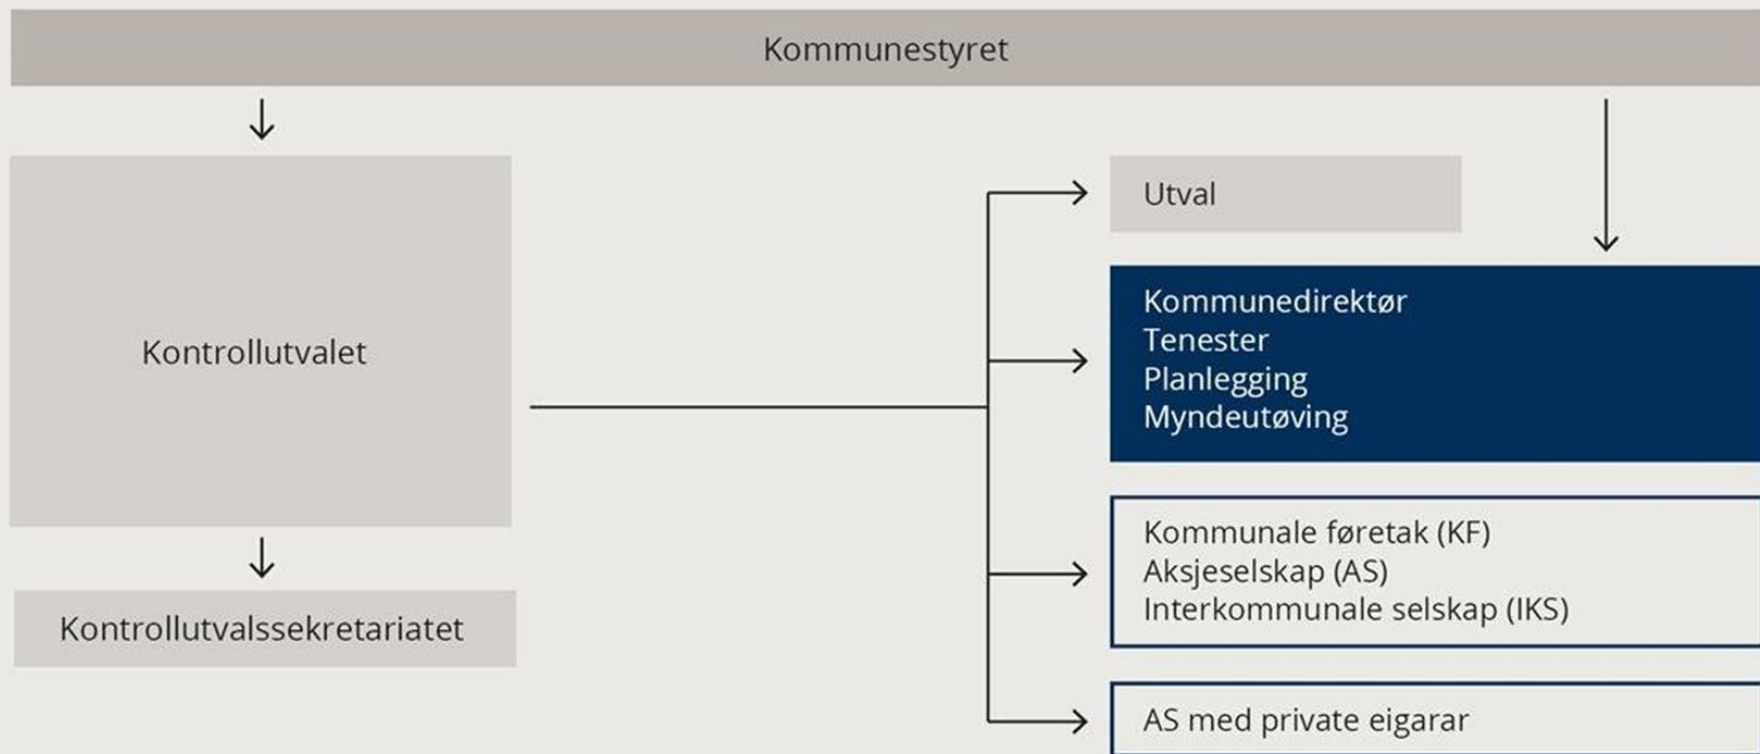 Kommunestyret
Kontrollutvalet
Kontrollutvalssekretariatet
Utval
Kommunedirektør
Tenester
Planlegging
Myndeutøving
Kommunale føretak (KF)
Aksjeselskap (AS)
Interkommunale selskap (IKS)
AS med private eigarar